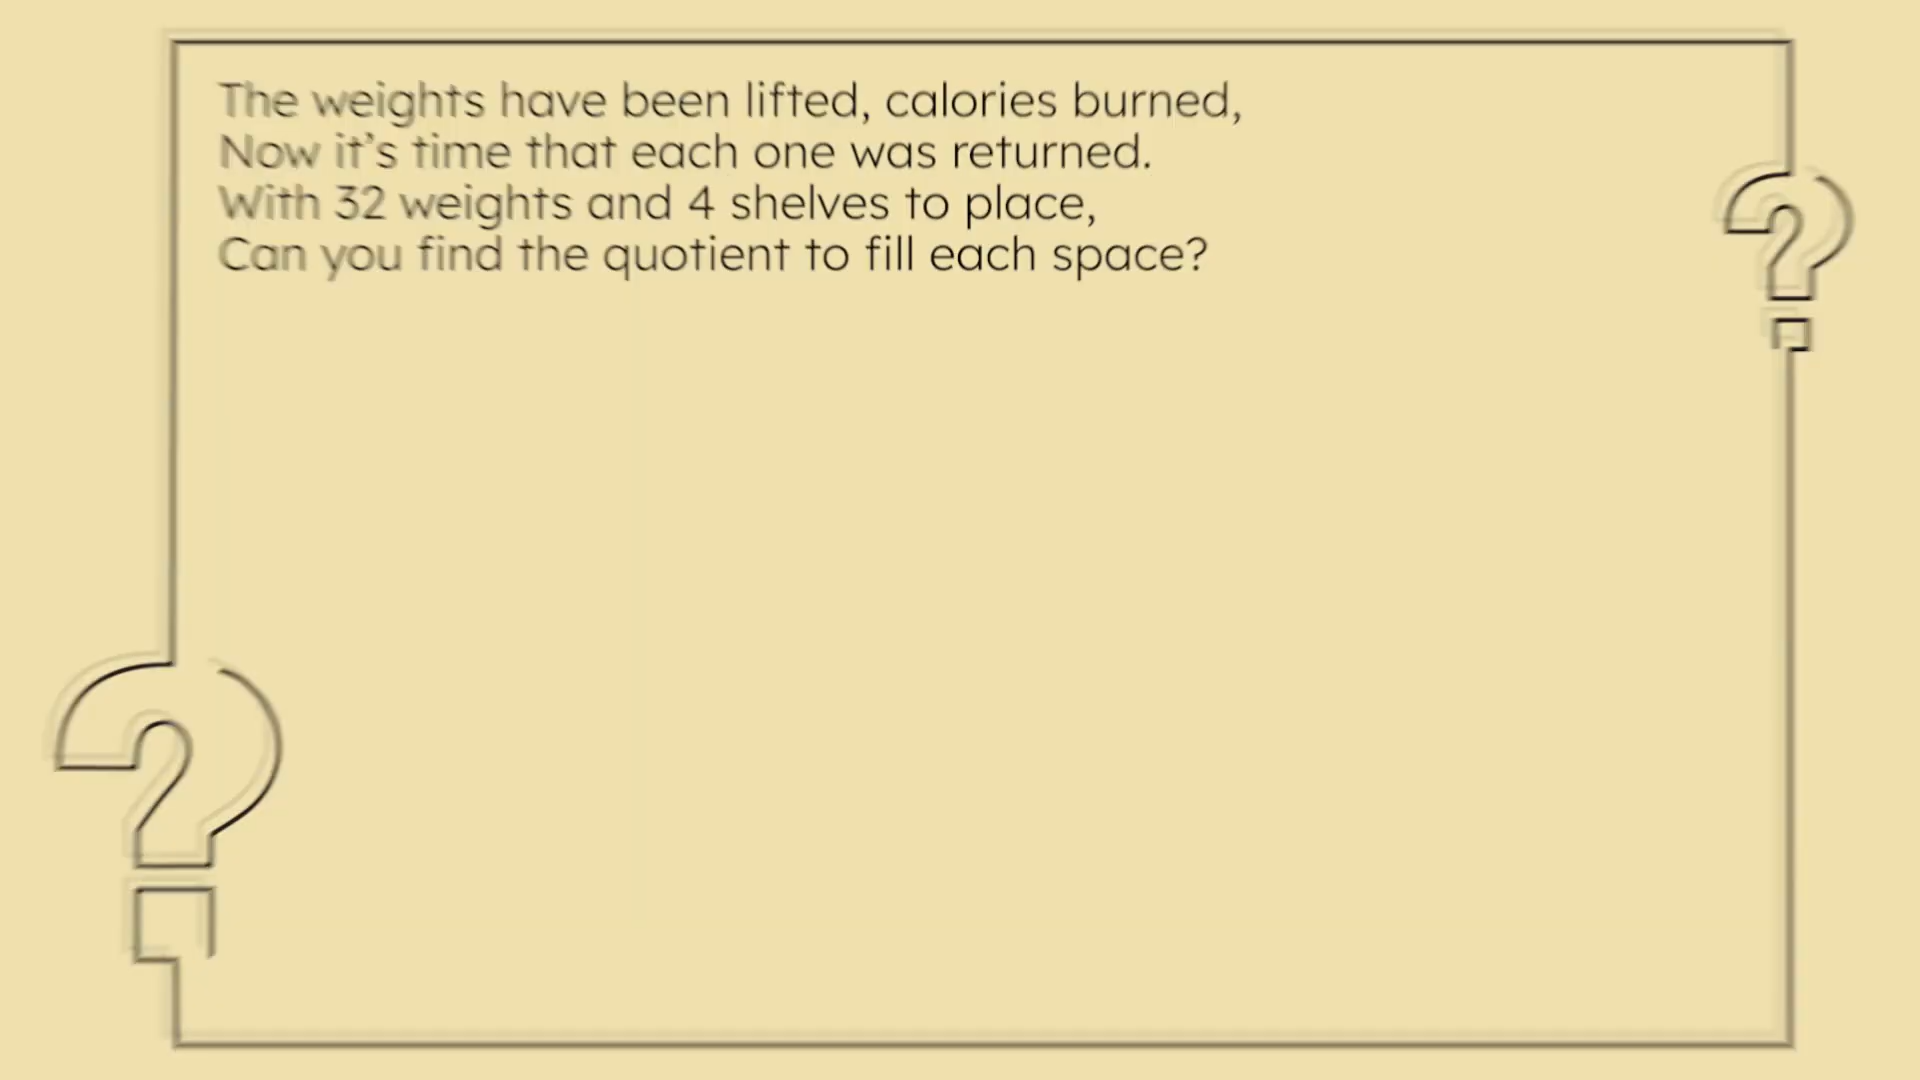 The weights have been lifted, calories burned,
Now it’s time that each one was returned.
With 32 weights and 4 shelves to place,
Can you find the quotient to fill each space?